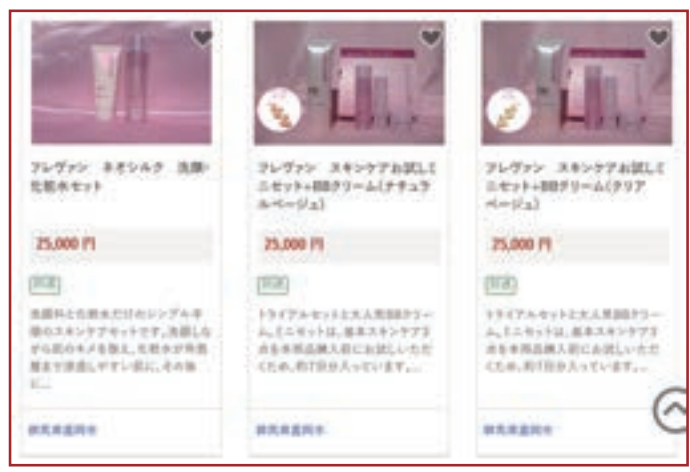 フレヴァン ネオシルク 洗顔・
化粧水セット
25,000 円
別送
洗顔料と化粧水だけのシンプル手
順のスキンケアセットです。洗顔しな
がら肌のキメを整え、化粧水が角質
層まで浸透しやすい肌に。その後
に...
群馬県富岡市
フレヴァン スキンケアお試しミ
ニセット+BBクリーム(ナチュラ
ルベージュ)
25,000 円
別送
トライアルセットと大人気BBクリー
ム。ミニセットは、基本スキンケア3
点を本商品購入前にお試しいただ
くため、約7日分入っています。...
群馬県富岡市
フレヴァン スキンケアお試しミ
ニセット+BBクリーム(クリア
ベージュ)
25,000 円
別送
トライアルセットと大人気BBクリー
ム。ミニセットは、基本スキンケア3
点を本商品購入前にお試しいただ
くため、約7日分入っています。...
群馬県富岡市